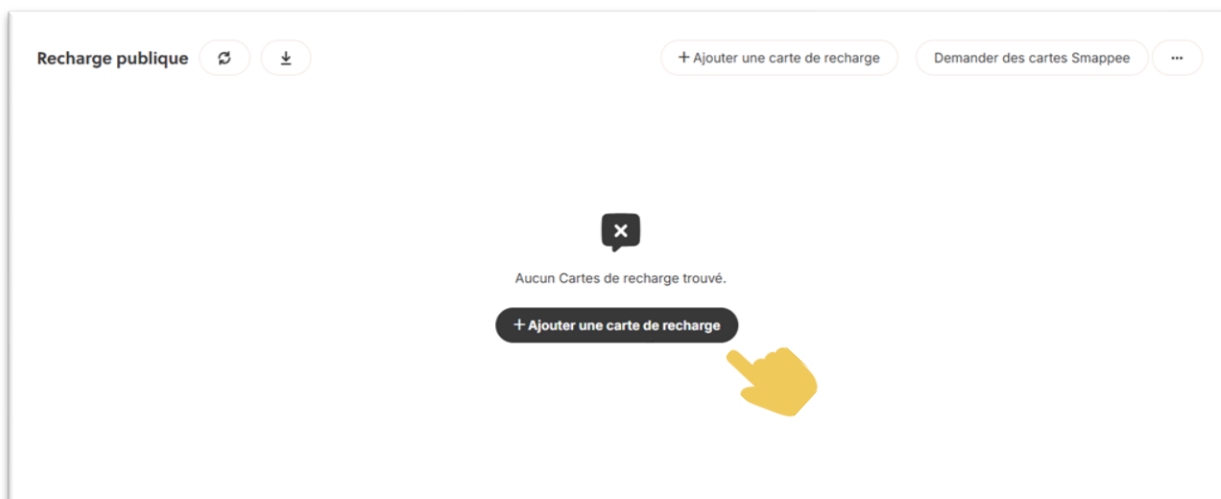 Recharge publique
+ Ajouter une carte de recharge
Demander des cartes Smappee
...
Aucun Cartes de recharge trouvé.
+ Ajouter une carte de recharge